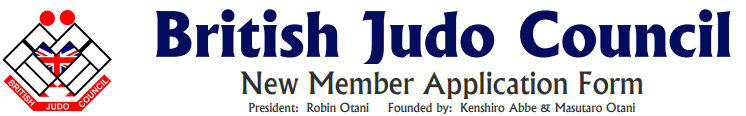 British Judo Council
New Member Application Form
President: Robin Otani Founded by: Kenshiro Abbe & Masutaro Otani
BRITISH JUDO COUNCIL